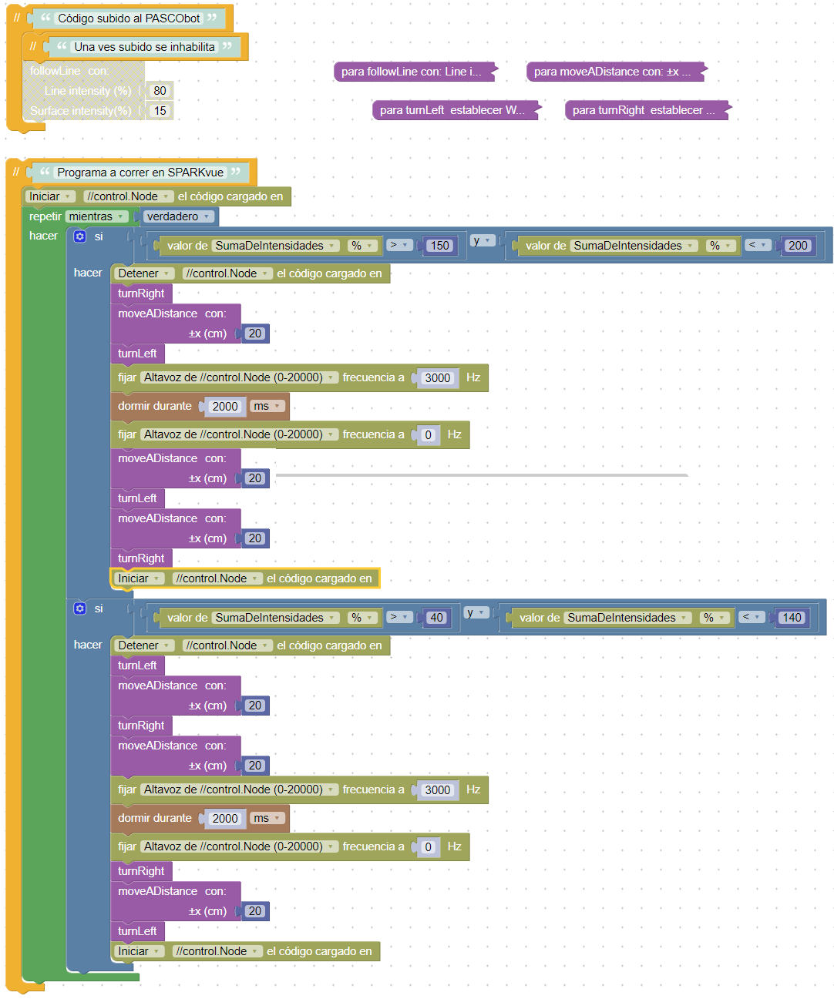 // “ Código subido al PASCObot ”
// “ Una ves subido se inhabilita ”
followLine con:
Line intensity (%) 80
Surface intensity(%) 15
para followLine con: Line i...
para moveADistance con: ±x ...
para turnLeft establecer W...
para turnRight establecer ...
// “ Programa a correr en SPARKvue ”
Iniciar //control.Node el código cargado en
repetir mientras verdadero
hacer si valor de SumaDeIntensidades % > 150 y valor de SumaDeIntensidades % < 200
hacer Detener //control.Node el código cargado en
turnRight
moveADistance con:
±x (cm) 20
turnLeft
fijar Altavoz de //control.Node (0-20000) frecuencia a 3000 Hz
dormir durante 2000 ms
fijar Altavoz de //control.Node (0-20000) frecuencia a 0 Hz
moveADistance con:
±x (cm) 20
turnLeft
moveADistance con:
±x (cm) 20
turnRight
Iniciar //control.Node el código cargado en
si valor de SumaDeIntensidades % > 40 y valor de SumaDeIntensidades % < 140
hacer Detener //control.Node el código cargado en
turnLeft
moveADistance con:
±x (cm) 20
turnRight
moveADistance con:
±x (cm) 20
fijar Altavoz de //control.Node (0-20000) frecuencia a 3000 Hz
dormir durante 2000 ms
fijar Altavoz de //control.Node (0-20000) frecuencia a 0 Hz
turnRight
moveADistance con:
±x (cm) 20
turnLeft
Iniciar //control.Node el código cargado en